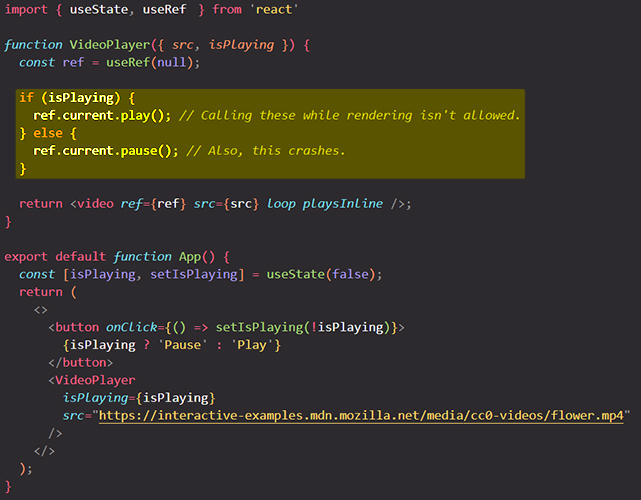 import { useState, useRef } from 'react'
function VideoPlayer({ src, isPlaying }) {
const ref = useRef(null);
if (isPlaying) {
ref.current.play(); // Calling these while rendering isn't allowed.
} else {
ref.current.pause(); // Also, this crashes.
}
return <video ref={ref} src={src} loop playsInline />;
}
export default function App() {
const [isPlaying, setIsPlaying] = useState(false);
return (
<>
<button onClick={() => setIsPlaying(!isPlaying)}>
{isPlaying ? 'Pause' : 'Play'}
</button>
<VideoPlayer
isPlaying={isPlaying}
src="https://interactive-examples.mdn.mozilla.net/media/cc0-videos/flower.mp4"
/>
</>
);
}